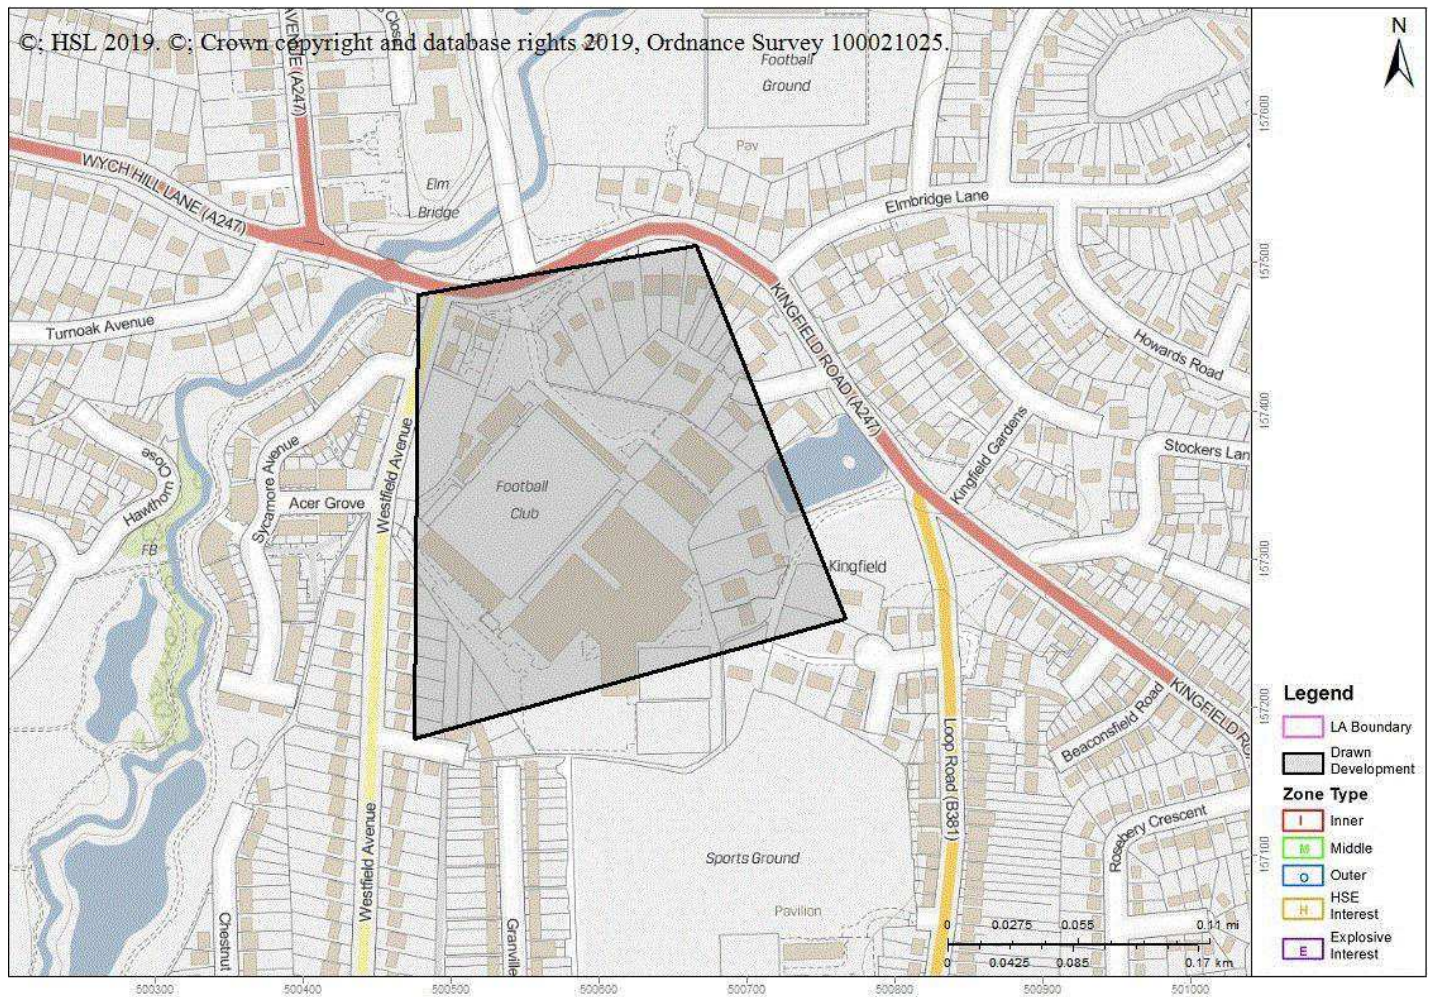 ©; HSL 2019. ©; Crown copyright and database rights 2019, Ordnance Survey 100021025.
N
AVENUE (A247)
Close
Football
Ground
Pav
WYCH HILL LANE (A247)
Elm
Bridge
Elmbridge Lane
Turnoak Avenue
KINGFIELD ROAD (A247)
Howards Road
Kingfield Gardens
Stockers Lan
Hawthorn Close
Sycamore Avenue
Acer Grove
Westfield Avenue
Football
Club
FB
Kingfield
Loop Road (B381)
Beaconsfield Road
KINGFIELD RO
Rosebery Crescent
Sports Ground
Pavilion
Westfield Avenue
Chestnut
Granville
157600
157500
157400
157300
157200
157100
500300
500400
500500
500600
500700
500800
500900
501000
0 0.0275 0.055 0.11 mi
0 0.0425 0.085 0.17 km
Legend
LA Boundary
Drawn
Development
Zone Type
I Inner
M Middle
O Outer
H HSE
Interest
E Explosive
Interest